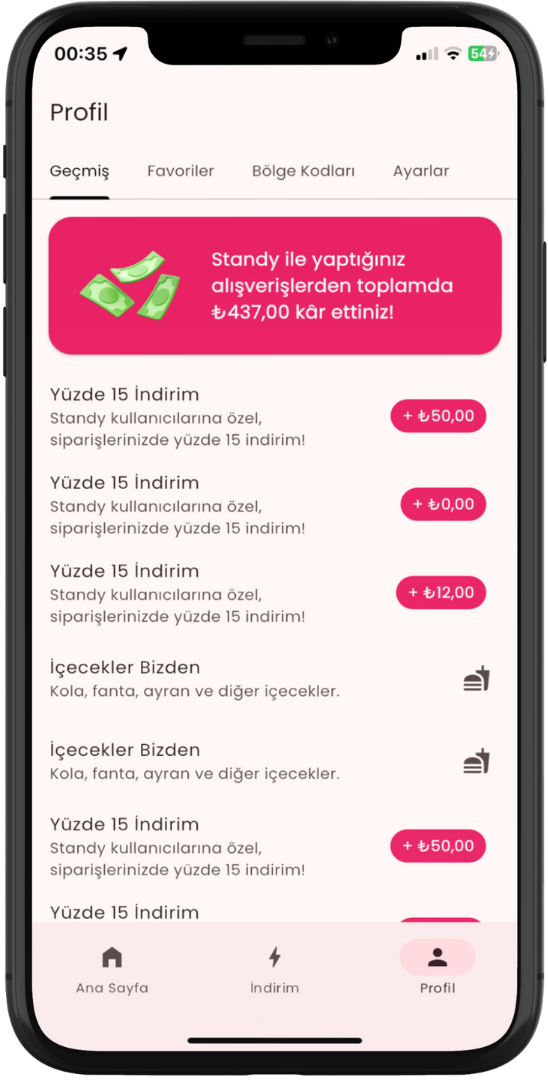 00:35
54
Profil
Geçmiş Favoriler Bölge Kodları Ayarlar
Standy ile yaptığınız
alışverişlerden toplamda
₺437,00 kâr ettiniz!
Yüzde 15 İndirim
Standy kullanıcılarına özel,
siparişlerinizde yüzde 15 indirim!
+ ₺50,00
Yüzde 15 İndirim
Standy kullanıcılarına özel,
siparişlerinizde yüzde 15 indirim!
+ ₺0,00
Yüzde 15 İndirim
Standy kullanıcılarına özel,
siparişlerinizde yüzde 15 indirim!
+ ₺12,00
İçecekler Bizden
Kola, fanta, ayran ve diğer içecekler.
İçecekler Bizden
Kola, fanta, ayran ve diğer içecekler.
Yüzde 15 İndirim
Standy kullanıcılarına özel,
siparişlerinizde yüzde 15 indirim!
+ ₺50,00
Yüzde 15 İndirim
Ana Sayfa İndirim Profil